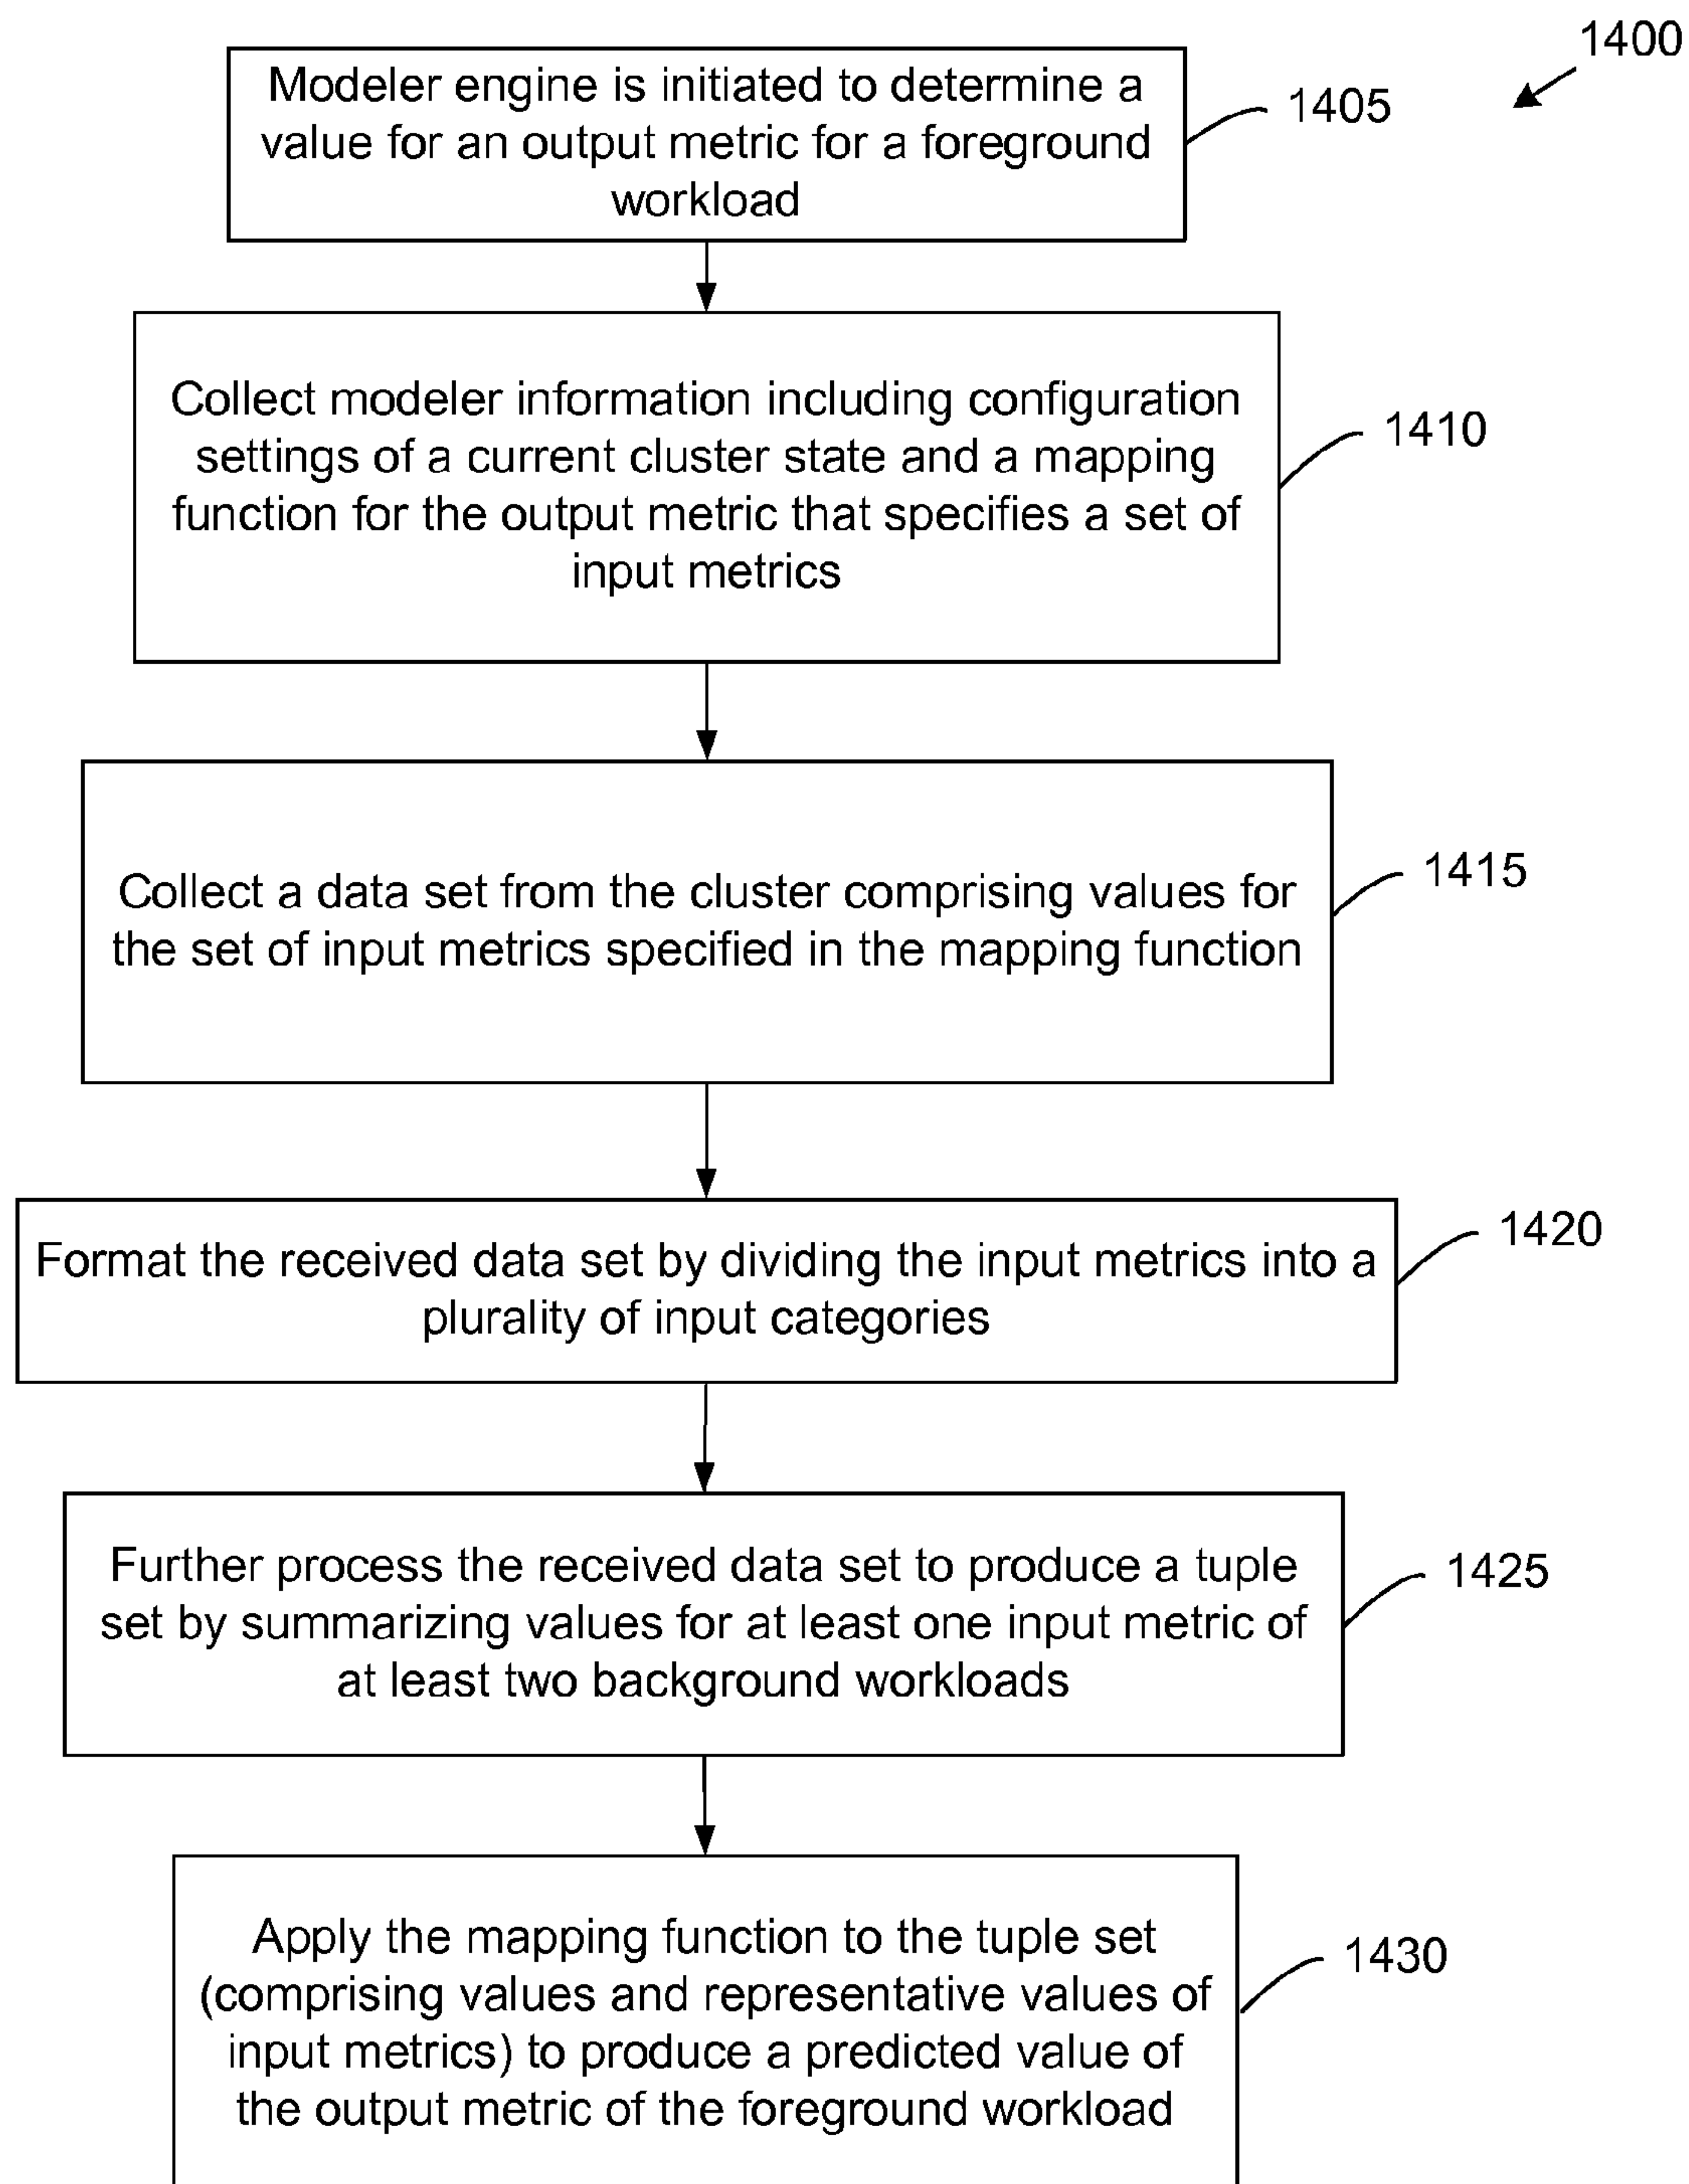 1400
Modeler engine is initiated to determine a
value for an output metric for a foreground
workload
1405
Collect modeler information including configuration
settings of a current cluster state and a mapping
function for the output metric that specifies a set of
input metrics
1410
Collect a data set from the cluster comprising values for
the set of input metrics specified in the mapping function
1415
Format the received data set by dividing the input metrics into a
plurality of input categories
1420
Further process the received data set to produce a tuple
set by summarizing values for at least one input metric of
at least two background workloads
1425
Apply the mapping function to the tuple set
(comprising values and representative values of
input metrics) to produce a predicted value of
the output metric of the foreground workload
1430